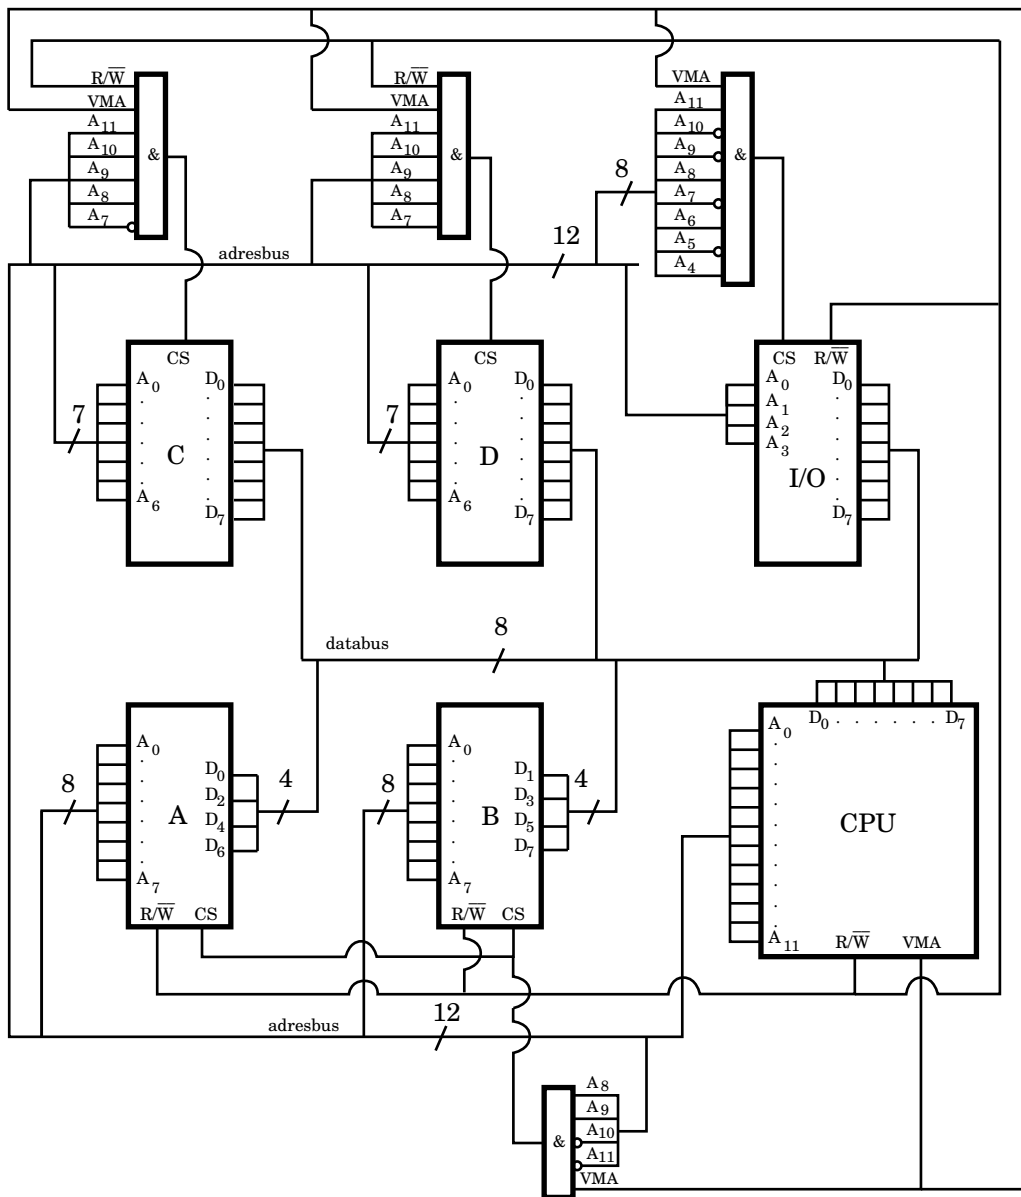 R/W̅ R/W̅ VMA
VMA VMA A11
A11 A11 A10
A10 A10 A9
& & &
A9 A9 A8
8
A8 A8 A7
A7 A7 A6
A5
A4
12
adresbus
CS CS CS R/W̅
A0 D0 A0 D0 A0 D0
. . . . A1 .
. . . . A2 .
7 7 A3
C D I/O
. . . . .
. . . . .
A6 A6
D7 D7 D7
8
databus
D0 . . . . . . D7
A0 A0 A0
. . .
D0 D1
8 4 8 4
D2 D3
A B CPU
D4 D5
D6 D7
. . .
A7 A7
R/W̅ CS R/W̅ CS
A11
R/W̅ VMA
12
adresbus
A8
A9
A10
&
A11
VMA